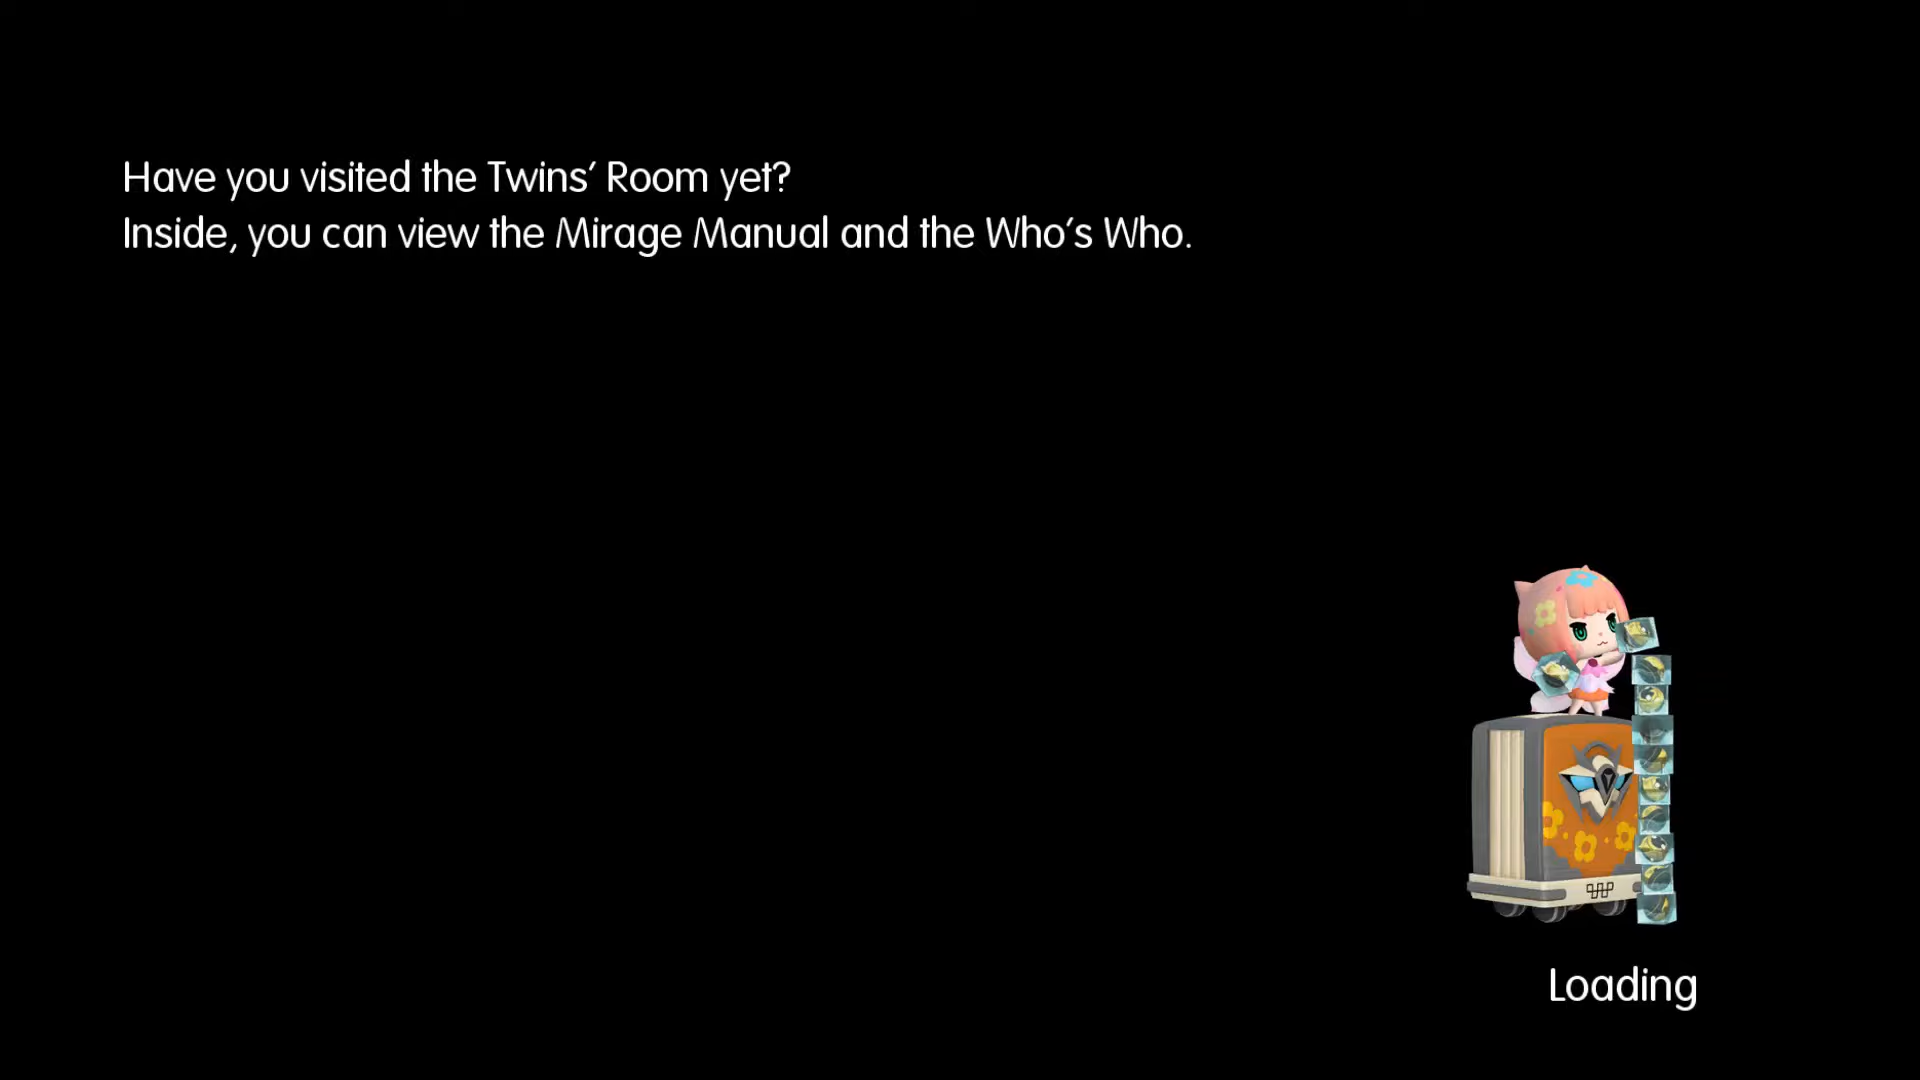 Have you visited the Twins’ Room yet?
Inside, you can view the Mirage Manual and the Who’s Who.
Loading